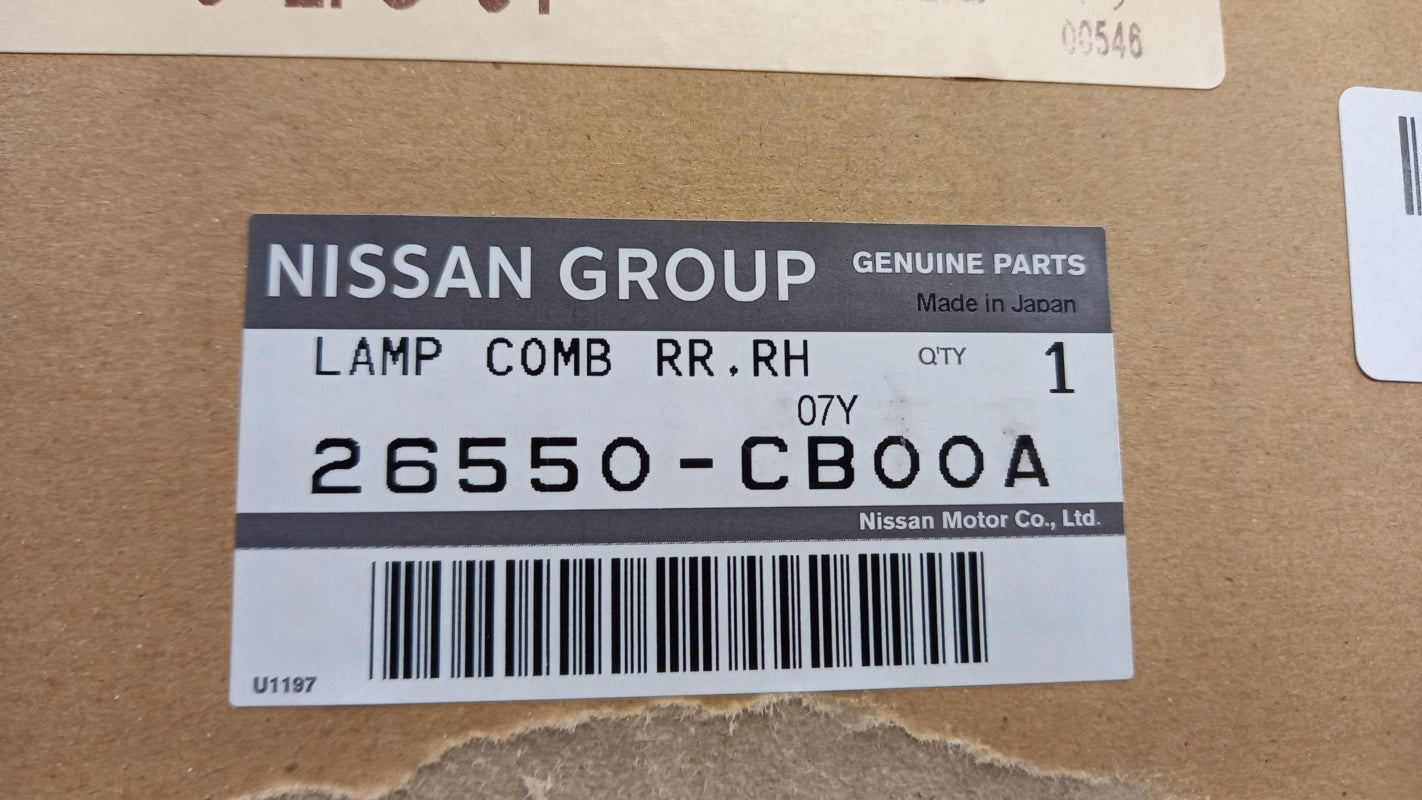 00546
NISSAN GROUP GENUINE PARTS
Made in Japan
LAMP COMB RR.RH Q'TY 1
07Y
26550-CB00A
Nissan Motor Co., Ltd.
U1197